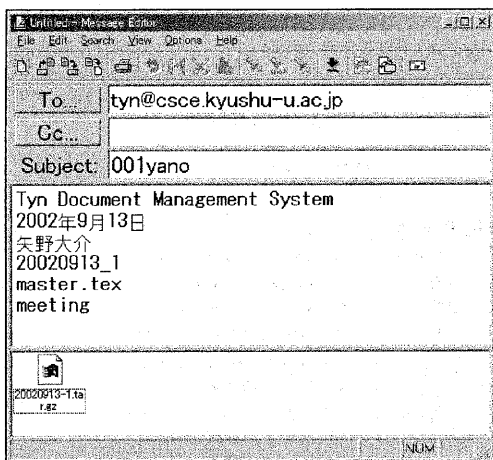 Untitled - Message Editor
File Edit Search View Options Help
To...
tyn@csce.kyushu-u.ac.jp
Cc...
Subject: 001yano
Tyn Document Management System
2002年9月13日
矢野大介
20020913_1
master.tex
meeting
20020913-1.ta
r.gz
NUM